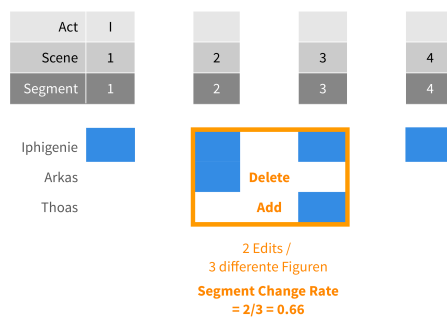 Act I
Scene 1 2 3 4
Segment 1 2 3 4
Iphigenie
Arkas Delete
Thoas Add
2 Edits /
3 differente Figuren
Segment Change Rate
= 2/3 = 0.66